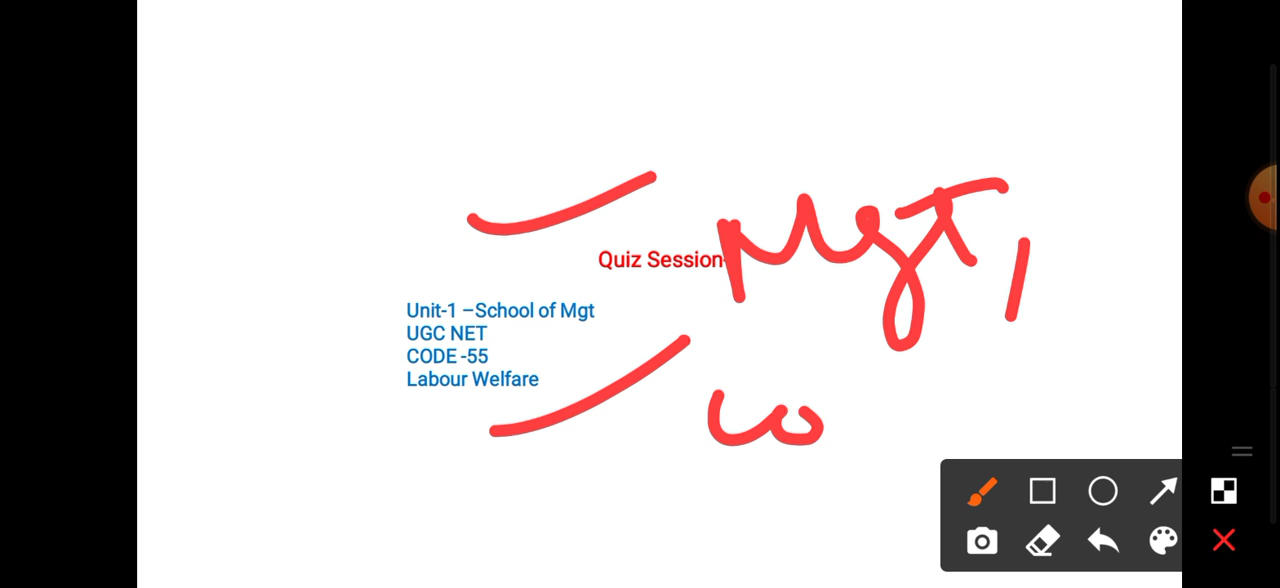 Quiz Session-
Mgt,
Unit-1 –School of Mgt
UGC NET
CODE -55
Labour Welfare